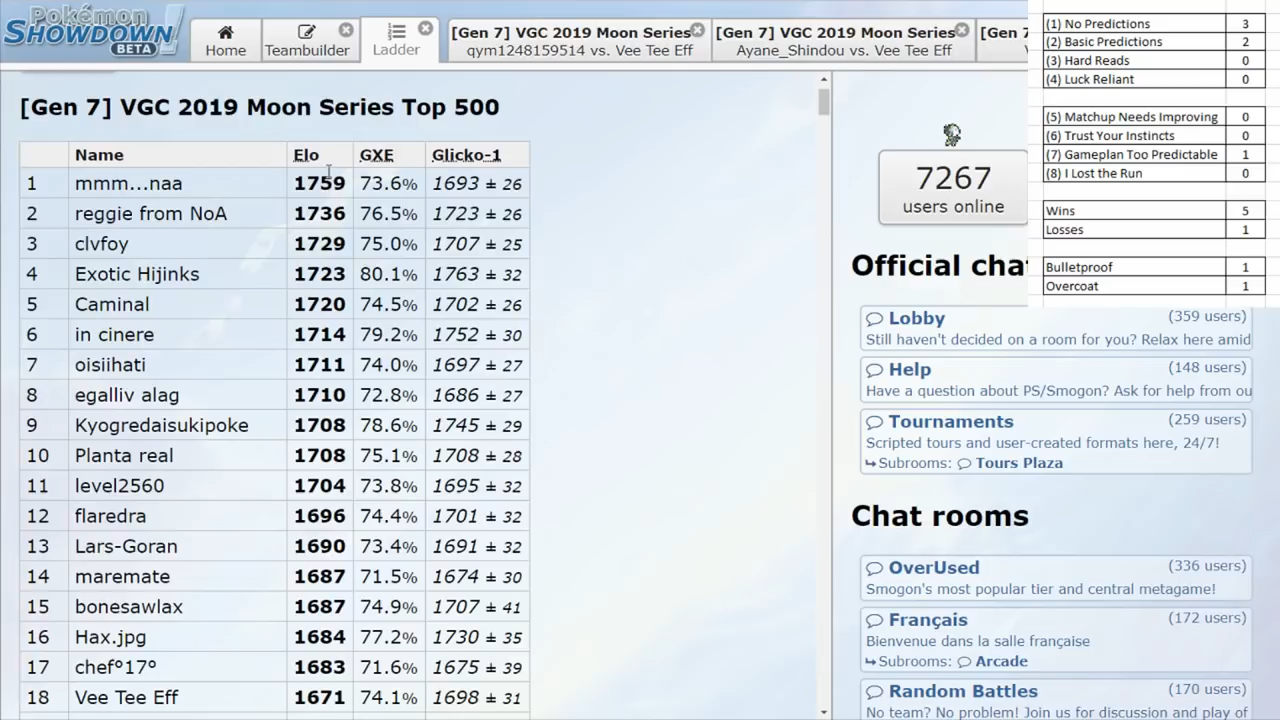 Pokémon
SHOWDOWN!
BETA
Home
Teambuilder
Ladder
[Gen 7] VGC 2019 Moon Series
qym1248159514 vs. Vee Tee Eff
[Gen 7] VGC 2019 Moon Series
Ayane_Shindou vs. Vee Tee Eff
[Gen 7]
[Gen 7] VGC 2019 Moon Series Top 500
Name Elo GXE Glicko-1
1 mmm...naa 1759 73.6% 1693 ± 26
2 reggie from NoA 1736 76.5% 1723 ± 26
3 clvfoy 1729 75.0% 1707 ± 25
4 Exotic Hijinks 1723 80.1% 1763 ± 32
5 Caminal 1720 74.5% 1702 ± 26
6 in cinere 1714 79.2% 1752 ± 30
7 oisiihati 1711 74.0% 1697 ± 27
8 egalliv alag 1710 72.8% 1686 ± 27
9 Kyogredaisukipoke 1708 78.6% 1745 ± 29
10 Planta real 1708 75.1% 1708 ± 28
11 level2560 1704 73.8% 1695 ± 32
12 flaredra 1696 74.4% 1701 ± 32
13 Lars-Goran 1690 73.4% 1691 ± 32
14 maremate 1687 71.5% 1674 ± 30
15 bonesawlax 1687 74.9% 1707 ± 41
16 Hax.jpg 1684 77.2% 1730 ± 35
17 chefº17º 1683 71.6% 1675 ± 39
18 Vee Tee Eff 1671 74.1% 1698 ± 31
7267
users online
Official cha
Lobby (359 users)
Still haven't decided on a room for you? Relax here amid
Help (148 users)
Have a question about PS/Smogon? Ask for help from ou
Tournaments (259 users)
Scripted tours and user-created formats here, 24/7!
↳Subrooms: Tours Plaza
Chat rooms
OverUsed (336 users)
Smogon's most popular tier and central metagame!
Français (172 users)
Bienvenue dans la salle française
↳Subrooms: Arcade
Random Battles (170 users)
No team? No problem! Join us for discussion and play of
(1) No Predictions 3
(2) Basic Predictions 2
(3) Hard Reads 0
(4) Luck Reliant 0
(5) Matchup Needs Improving 0
(6) Trust Your Instincts 0
(7) Gameplan Too Predictable 1
(8) I Lost the Run 0
Wins 5
Losses 1
Bulletproof 1
Overcoat 1